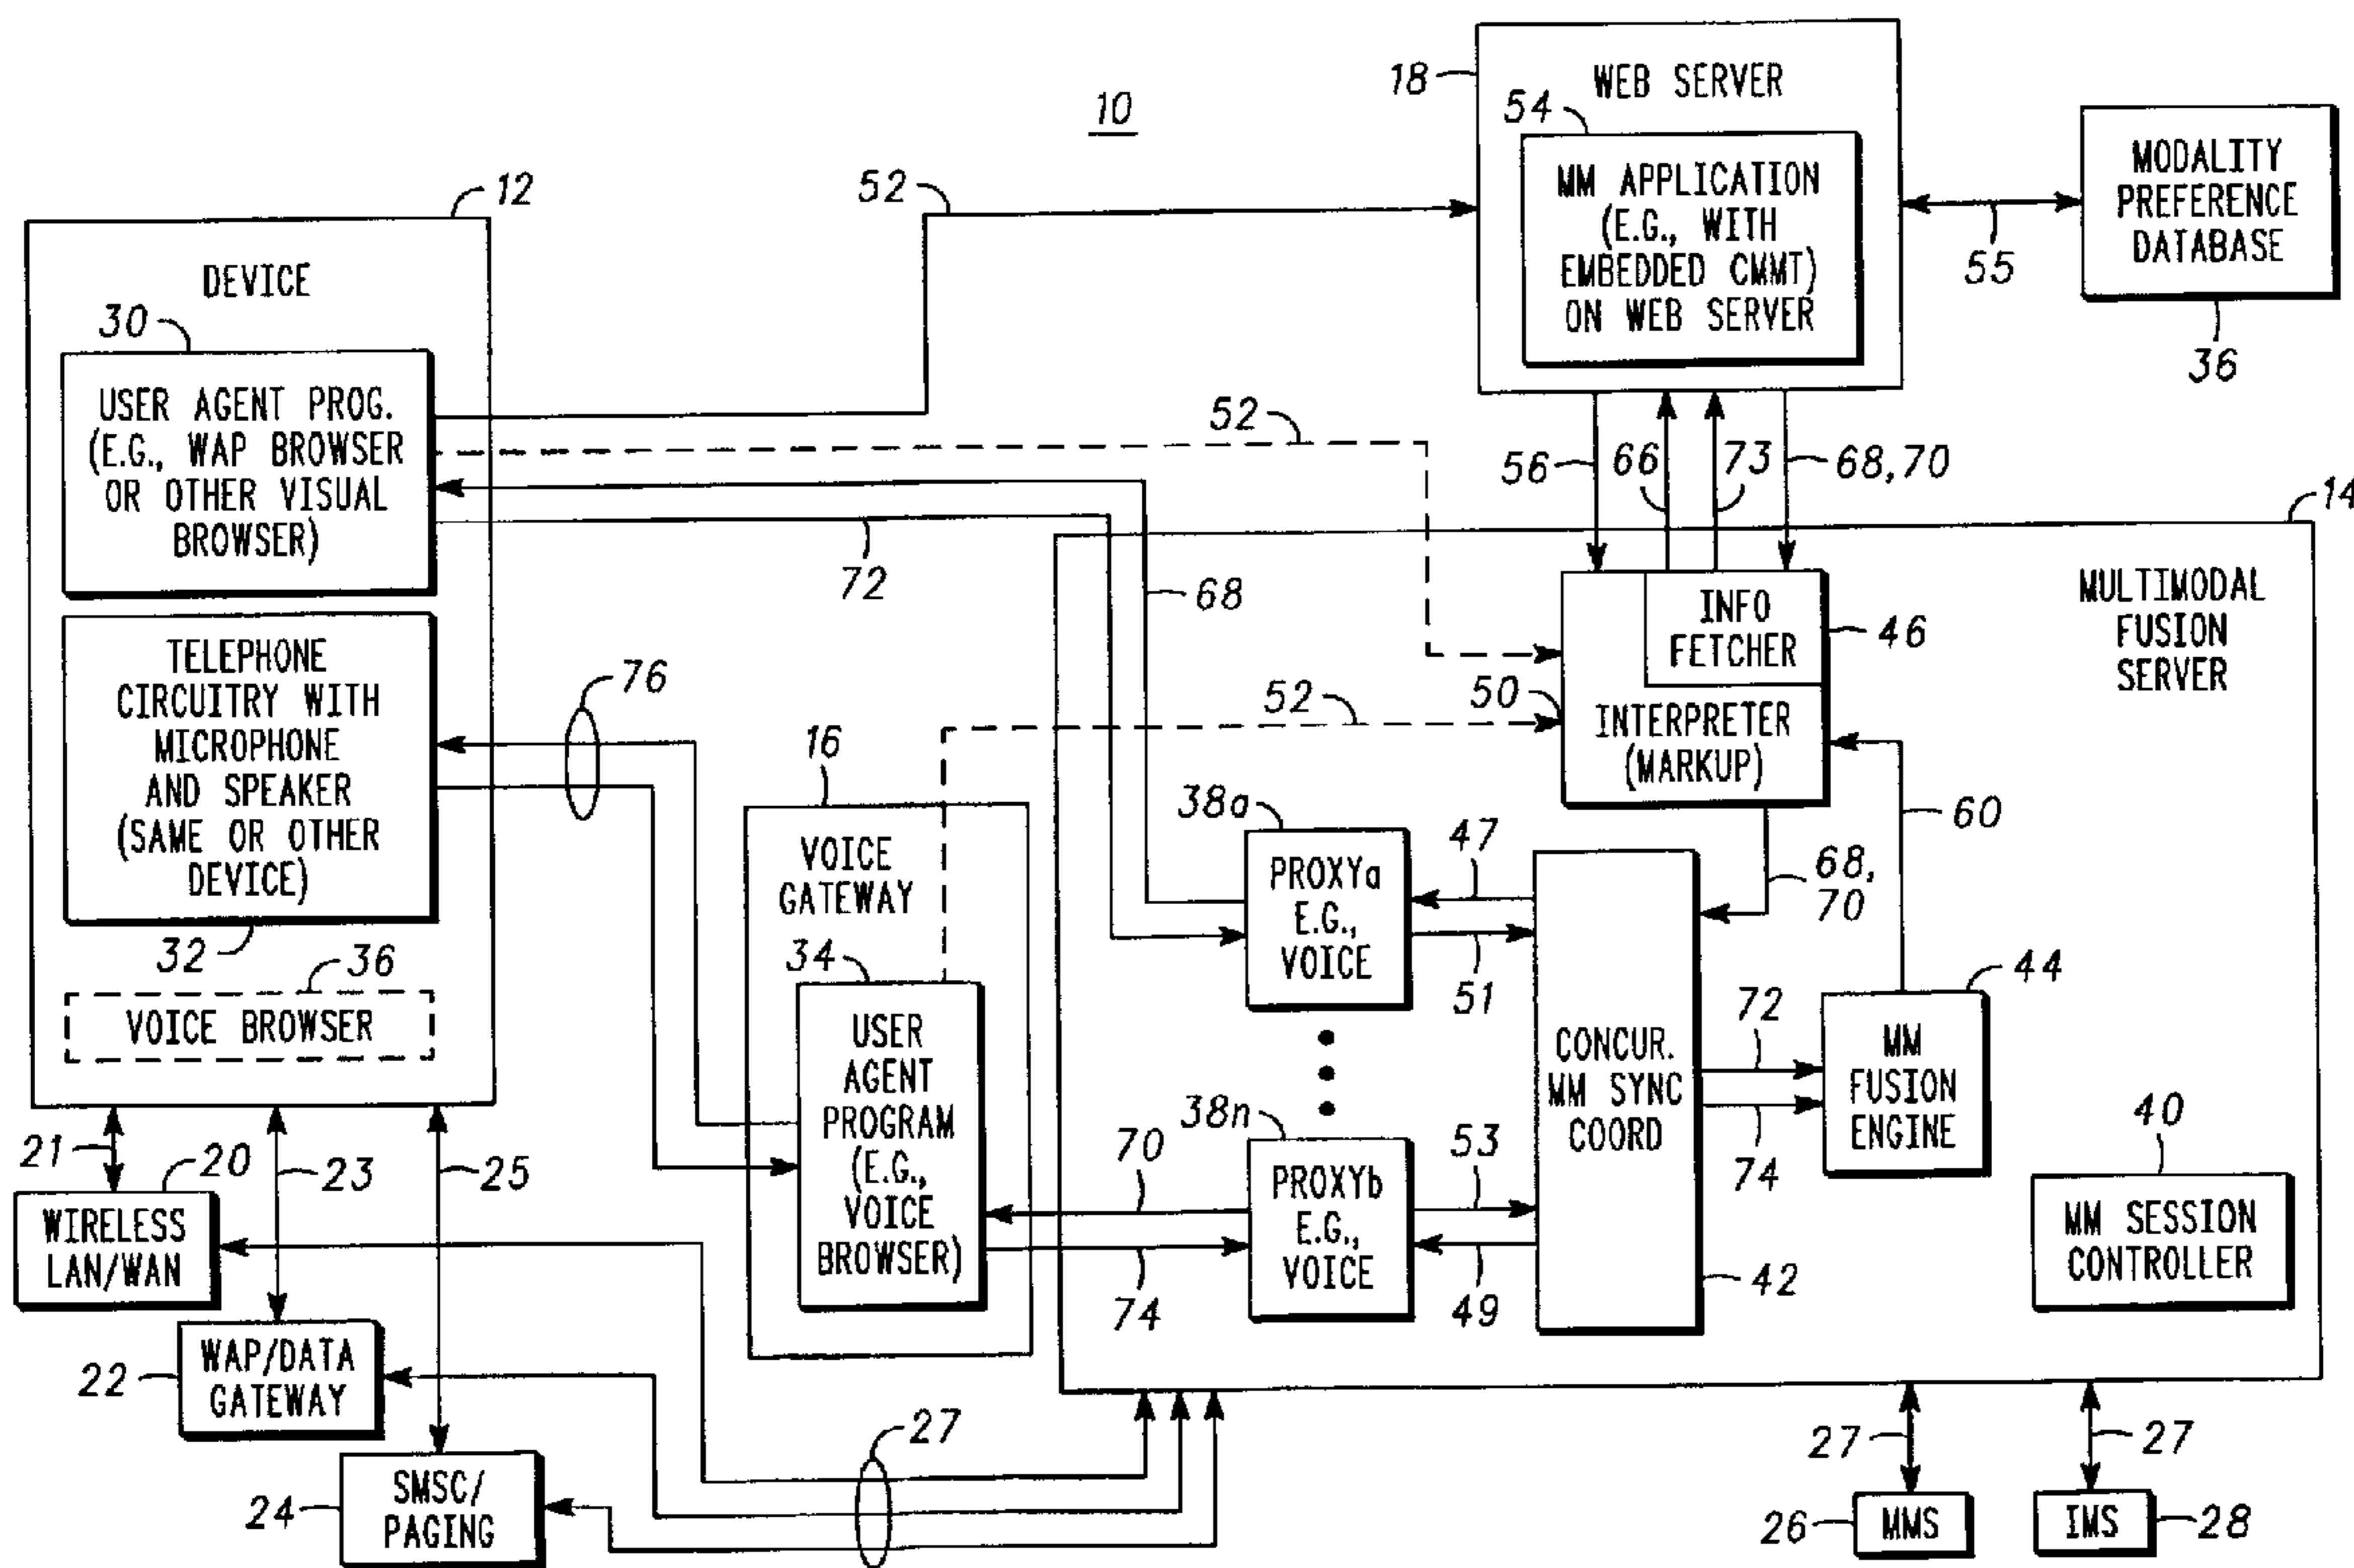 10
18
WEB SERVER
54
MM APPLICATION
(E.G., WITH
EMBEDDED CMMT)
ON WEB SERVER
MODALITY
PREFERENCE
DATABASE
55
36
52
12
DEVICE
30
USER AGENT PROG.
(E.G., WAP BROWSER
OR OTHER VISUAL
BROWSER)
52
72
68
56
66
73
68,70
14
MULTIMODAL
FUSION
SERVER
INFO
FETCHER
46
50
INTERPRETER
(MARKUP)
52
60
TELEPHONE
CIRCUITRY WITH
MICROPHONE
AND SPEAKER
(SAME OR OTHER
DEVICE)
32
76
36
VOICE BROWSER
16
VOICE
GATEWAY
34
USER
AGENT
PROGRAM
(E.G.,
VOICE
BROWSER)
38a
PROXYa
E.G.,
VOICE
47
51
68,
70
CONCUR.
MM SYNC
COORD
42
72
74
44
MM
FUSION
ENGINE
38n
PROXYb
E.G.,
VOICE
70
74
53
49
40
MM SESSION
CONTROLLER
21
20
23
25
WIRELESS
LAN/WAN
22
WAP/DATA
GATEWAY
24
SMSC/
PAGING
27
27
27
26
MMS
IMS
28